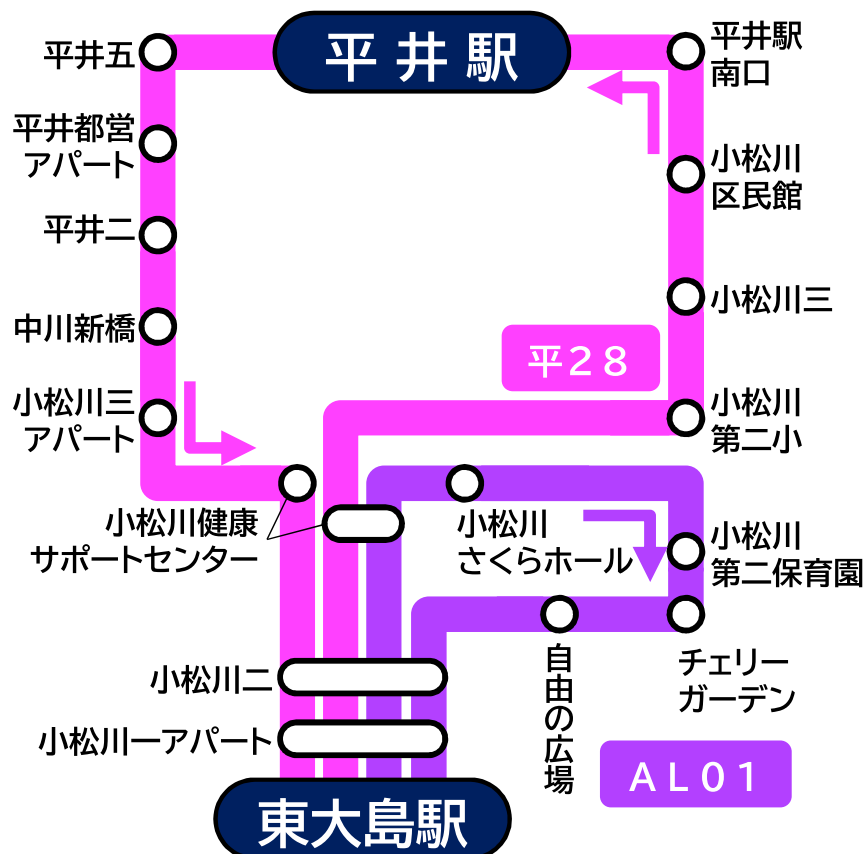 平井駅
平井五
平井駅
南口
平井都営
アパート
小松川
区民館
平井二
小松川三
中川新橋
平２８
小松川三
アパート
小松川
第二小
小松川健康
サポートセンター
小松川
さくらホール
小松川
第二保育園
自由の広場
チェリー
ガーデン
小松川二
小松川一アパート
ＡＬ０１
東大島駅